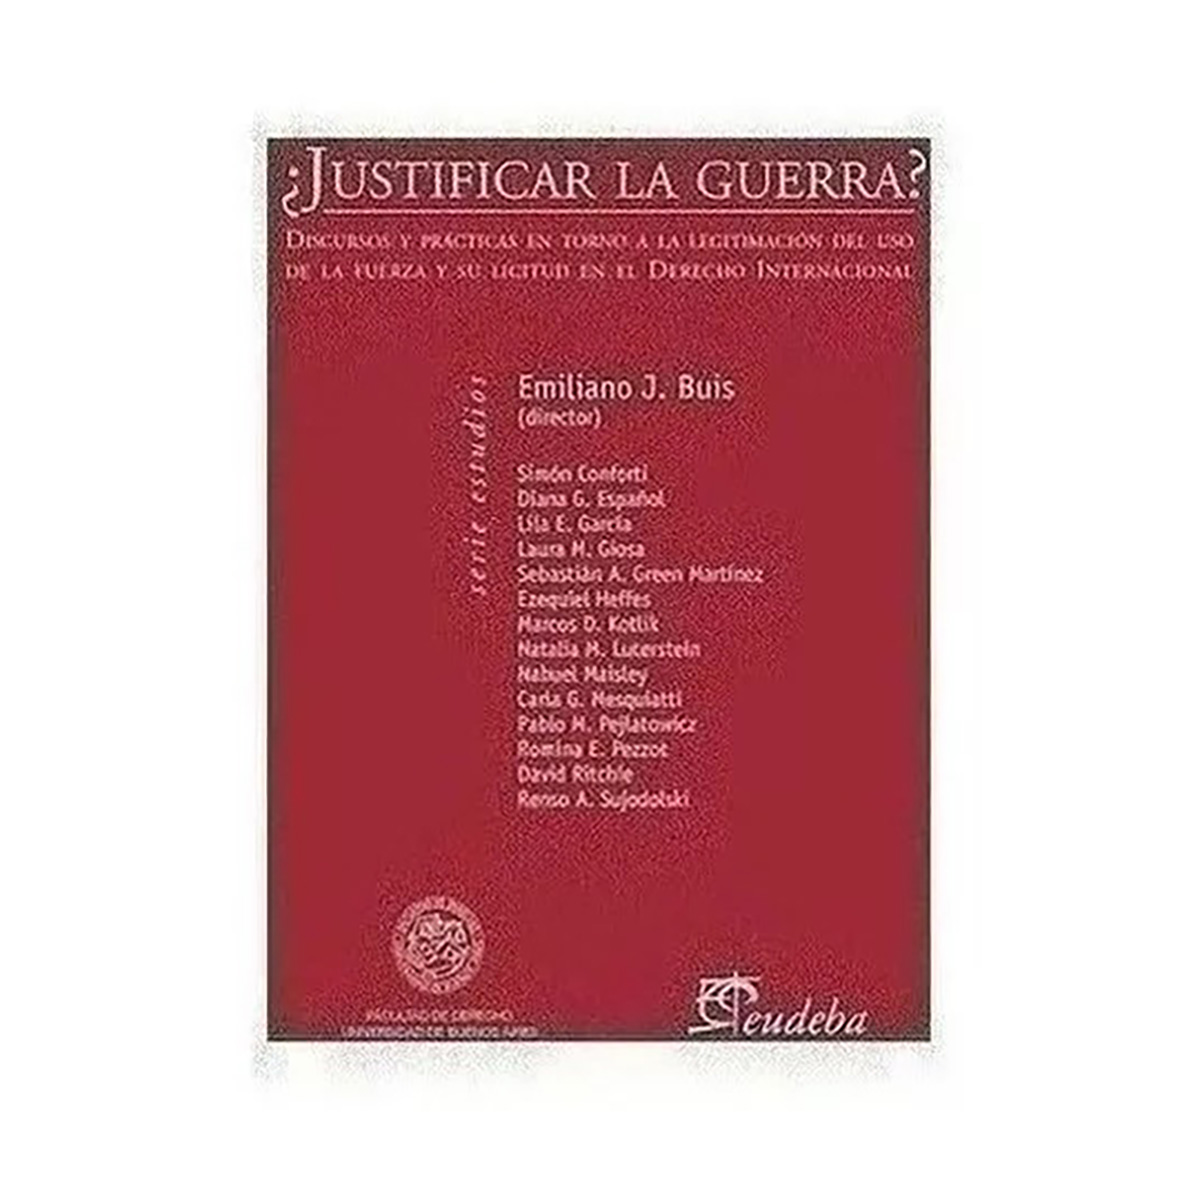 ¿JUSTIFICAR LA GUERRA?
DISCURSOS Y PRÁCTICAS EN TORNO A LA LEGITIMACIÓN DEL USO
DE LA FUERZA Y SU LICITUD EN EL DERECHO INTERNACIONAL
serie estudios
Emiliano J. Buis
(director)
Simón Conforti
Diana G. Español
Lila E. García
Laura M. Giosa
Sebastián A. Green Martínez
Ezequiel Heffes
Marcos D. Kotlik
Natalia M. Luterstein
Nahuel Maisley
Carla G. Mesquiatti
Pablo M. Pejlatowicz
Romina E. Pezzot
David Ritchie
Renso A. Sujodolski
FACULTAD DE DERECHO
UNIVERSIDAD DE BUENOS AIRES
eudeba